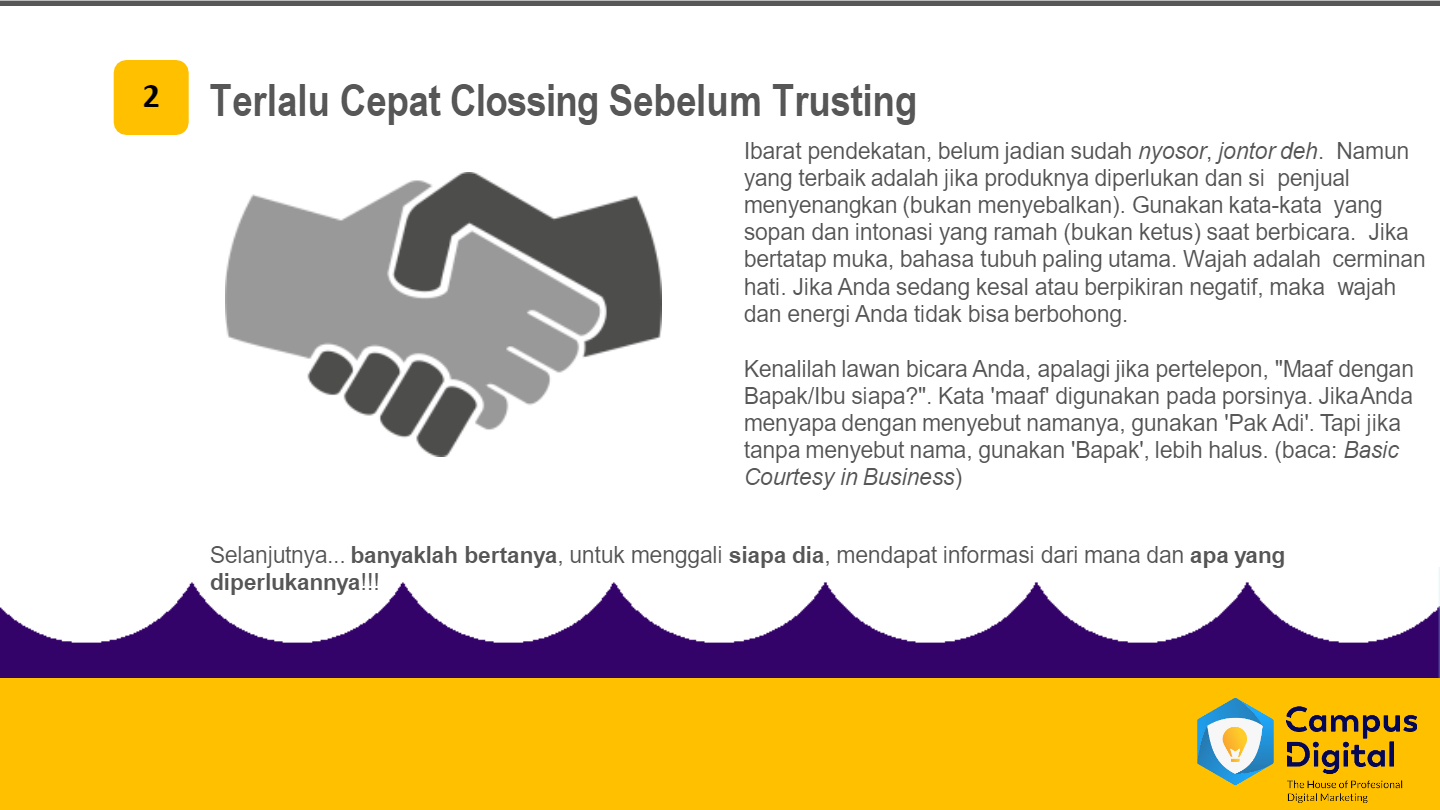 2
Terlalu Cepat Clossing Sebelum Trusting
Ibarat pendekatan, belum jadian sudah nyosor, jontor deh. Namun
yang terbaik adalah jika produknya diperlukan dan si penjual
menyenangkan (bukan menyebalkan). Gunakan kata-kata yang
sopan dan intonasi yang ramah (bukan ketus) saat berbicara. Jika
bertatap muka, bahasa tubuh paling utama. Wajah adalah cerminan
hati. Jika Anda sedang kesal atau berpikiran negatif, maka wajah
dan energi Anda tidak bisa berbohong.
Kenalilah lawan bicara Anda, apalagi jika pertelepon, "Maaf dengan
Bapak/Ibu siapa?". Kata 'maaf' digunakan pada porsinya. Jika Anda
menyapa dengan menyebut namanya, gunakan 'Pak Adi'. Tapi jika
tanpa menyebut nama, gunakan 'Bapak', lebih halus. (baca: Basic
Courtesy in Business)
Selanjutnya... banyaklah bertanya, untuk menggali siapa dia, mendapat informasi dari mana dan apa yang
diperlukannya!!!
Campus
Digital
The House of Profesional
Digital Marketing